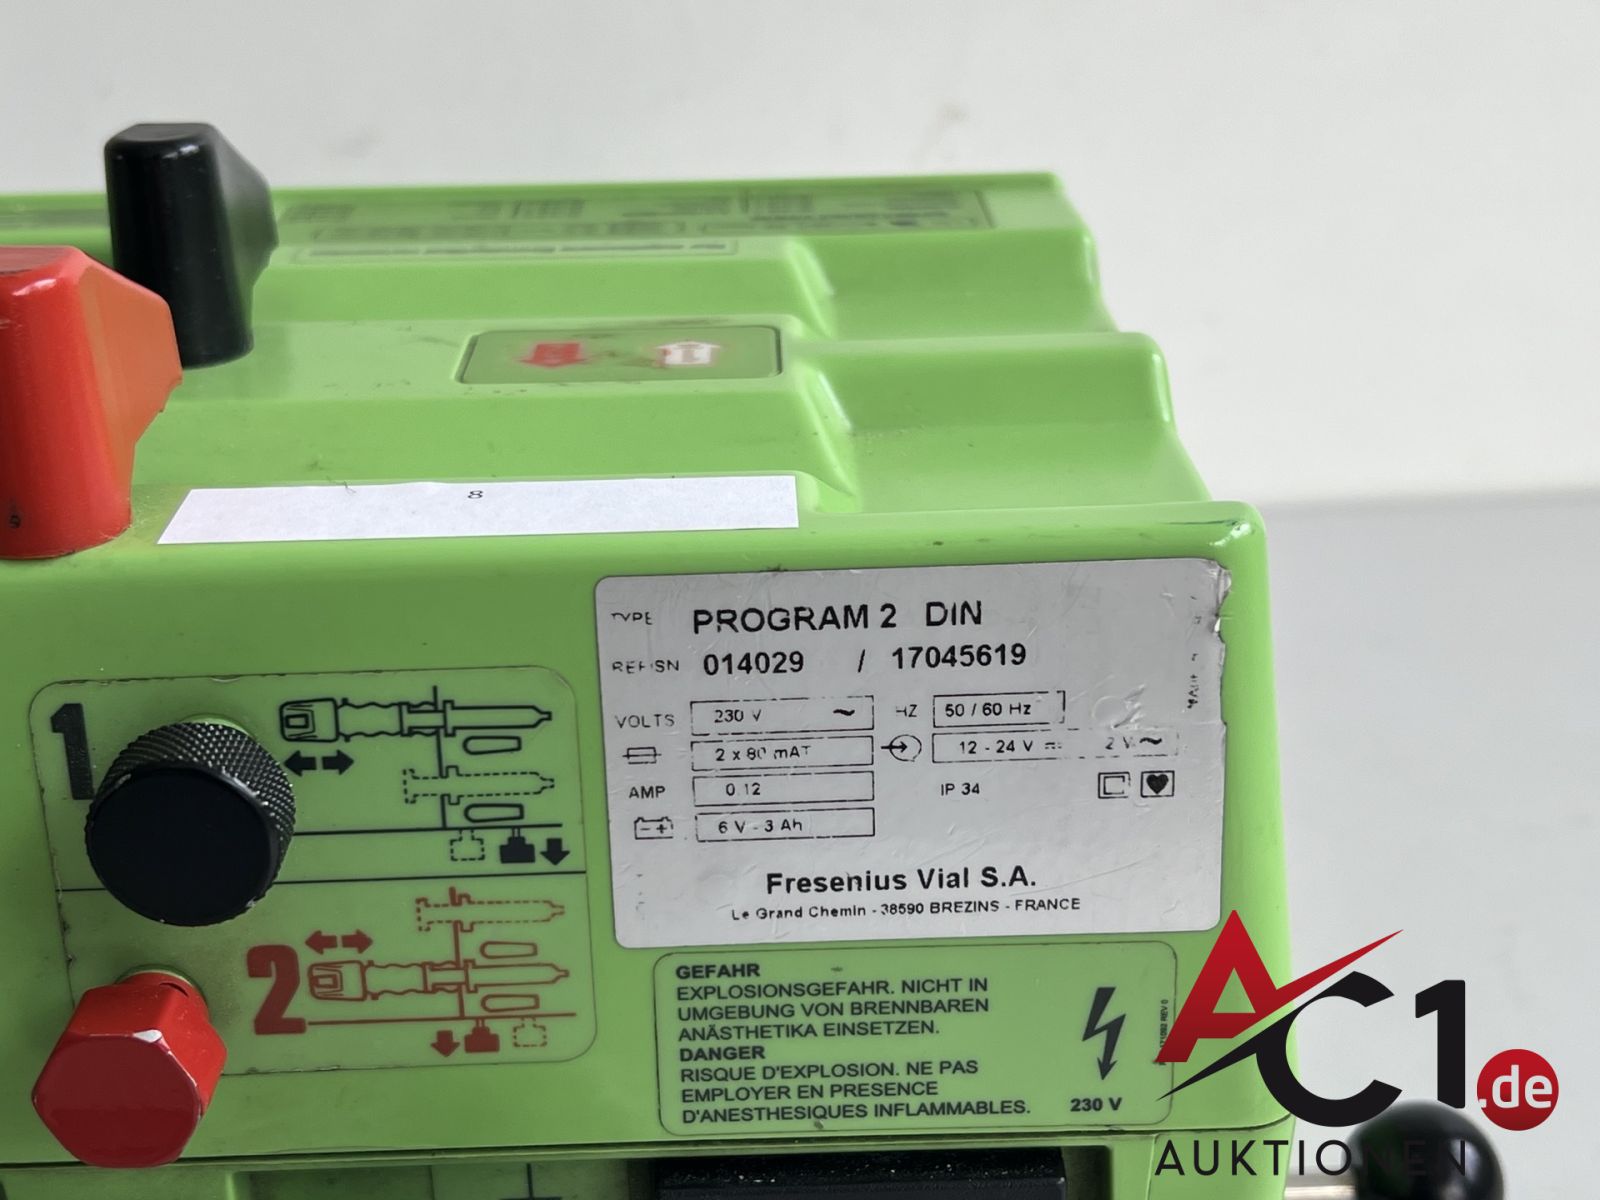 8
TYPE PROGRAM 2 DIN
REF/SN 014029 / 17045619
VOLTS 230 V ~ HZ 50 / 60 Hz
2 x 80 mAT 12 - 24 V 2 V ~
AMP 0.12 IP 34
6 V - 3 Ah
Fresenius Vial S.A.
Le Grand Chemin - 38590 BREZINS - FRANCE
1
2
GEFAHR
EXPLOSIONSGEFAHR. NICHT IN
UMGEBUNG VON BRENNBAREN
ANÄSTHETIKA EINSETZEN.
DANGER
RISQUE D'EXPLOSION. NE PAS
EMPLOYER EN PRESENCE
D'ANESTHESIQUES INFLAMMABLES.
230 V
AC1.de
AUKTIONEN